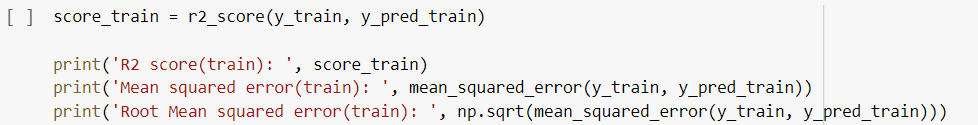 [ ] score_train = r2_score(y_train, y_pred_train)
print('R2 score(train): ', score_train)
print('Mean squared error(train): ', mean_squared_error(y_train, y_pred_train))
print('Root Mean squared error(train): ', np.sqrt(mean_squared_error(y_train, y_pred_train)))